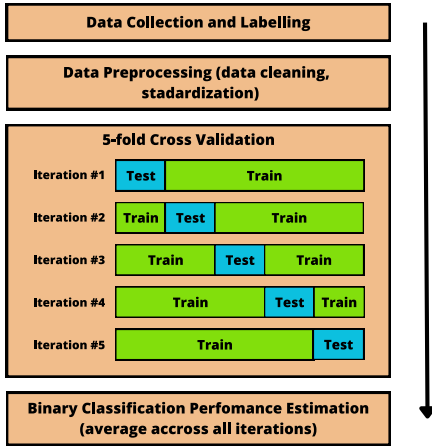 Data Collection and Labelling
Data Preprocessing (data cleaning,
stadardization)
5-fold Cross Validation
Iteration #1 Test Train
Iteration #2 Train Test Train
Iteration #3 Train Test Train
Iteration #4 Train Test Train
Iteration #5 Train Test
Binary Classification Perfomance Estimation
(average accross all iterations)